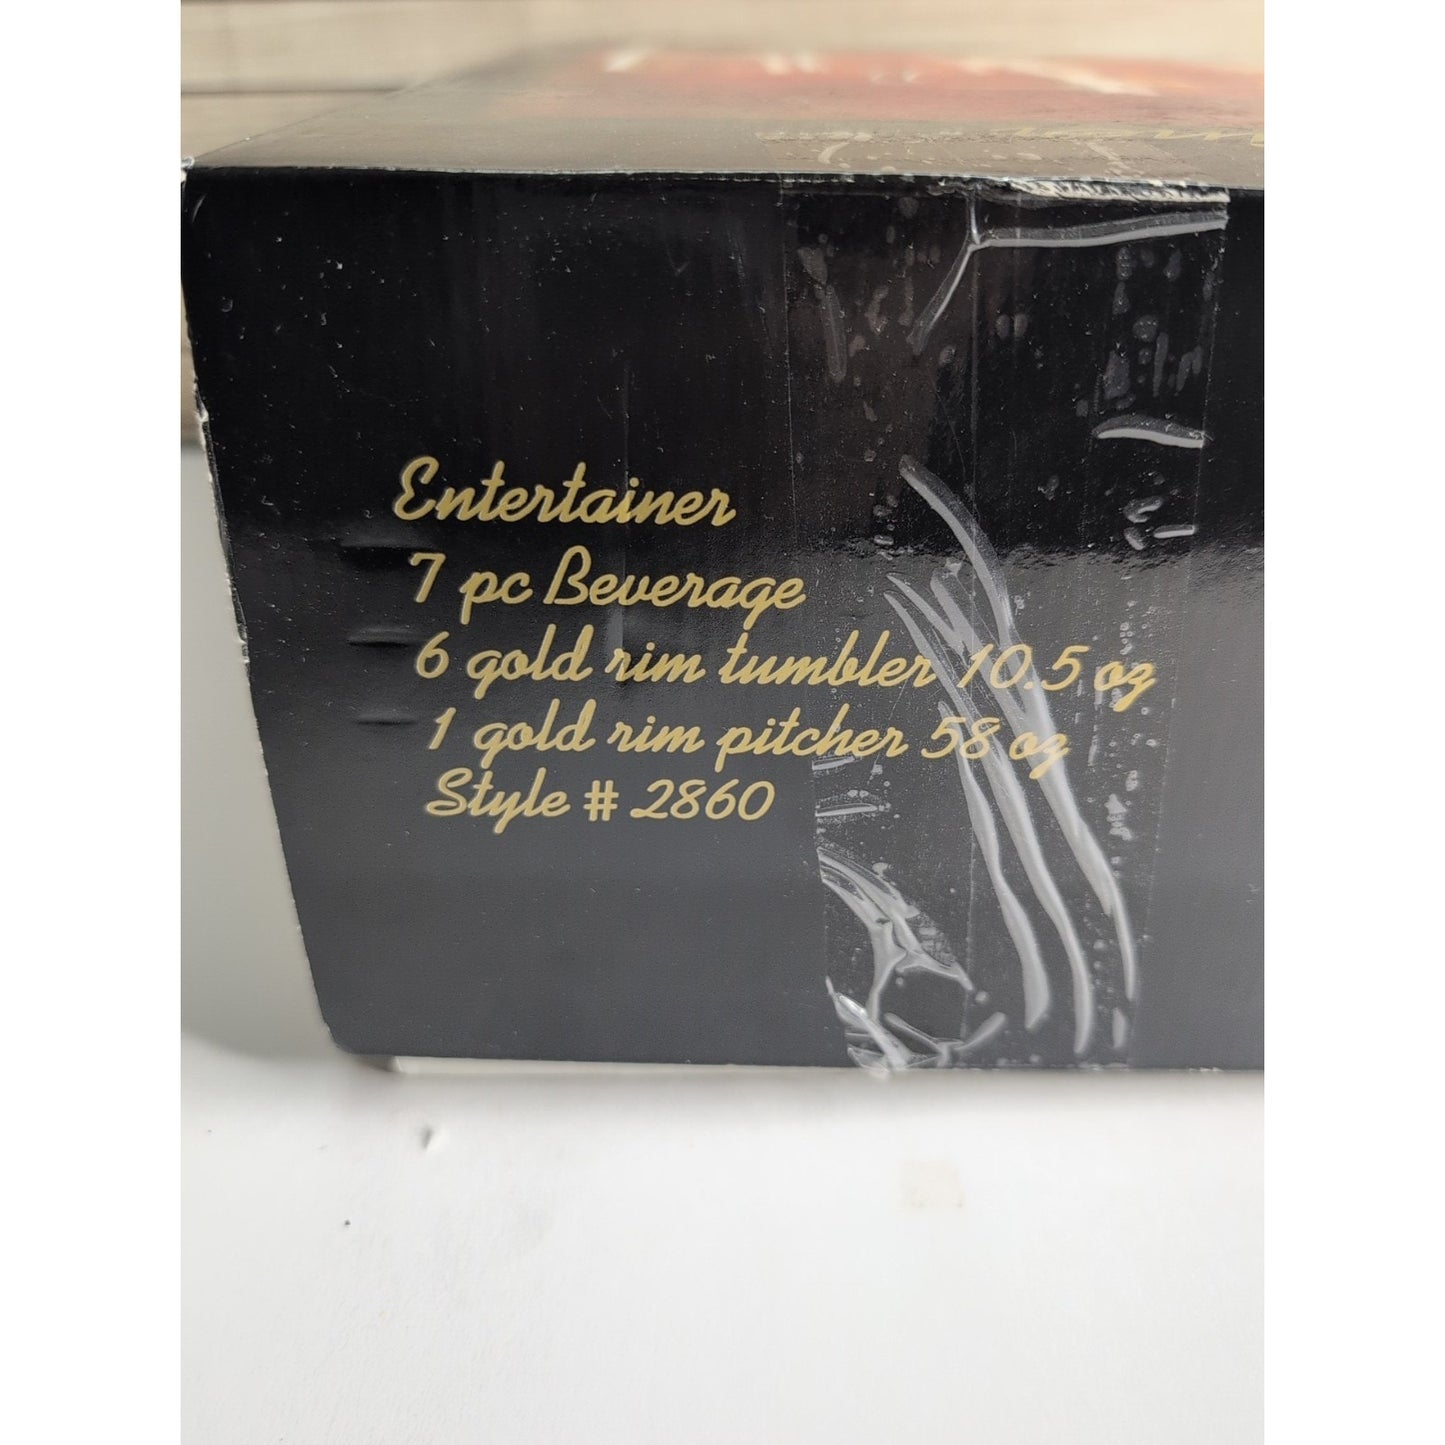 Entertainer
7 pc Beverage
6 gold rim tumbler 10.5 oz
1 gold rim pitcher 58 oz
Style # 2860